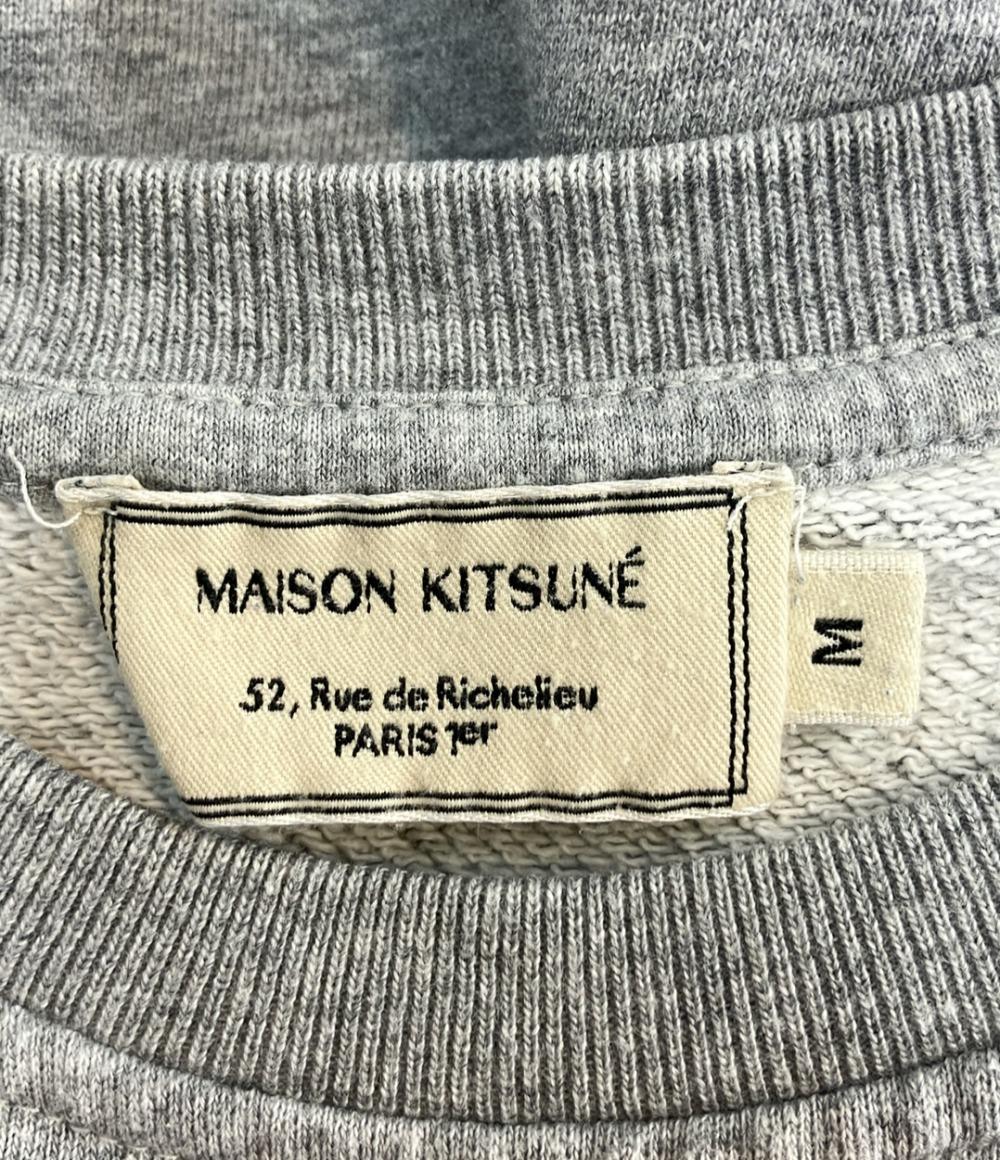 MAISON KITSUNÉ
52, Rue de Richelieu
PARIS 1er
M